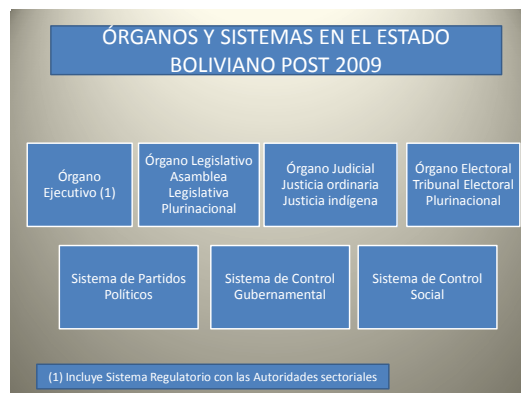 ÓRGANOS Y SISTEMAS EN EL ESTADO
BOLIVIANO POST 2009
Órgano
Ejecutivo (1)
Órgano Legislativo
Asamblea
Legislativa
Plurinacional
Órgano Judicial
Justicia ordinaria
Justicia indígena
Órgano Electoral
Tribunal Electoral
Plurinacional
Sistema de Partidos
Políticos
Sistema de Control
Gubernamental
Sistema de Control
Social
(1) Incluye Sistema Regulatorio con las Autoridades sectoriales